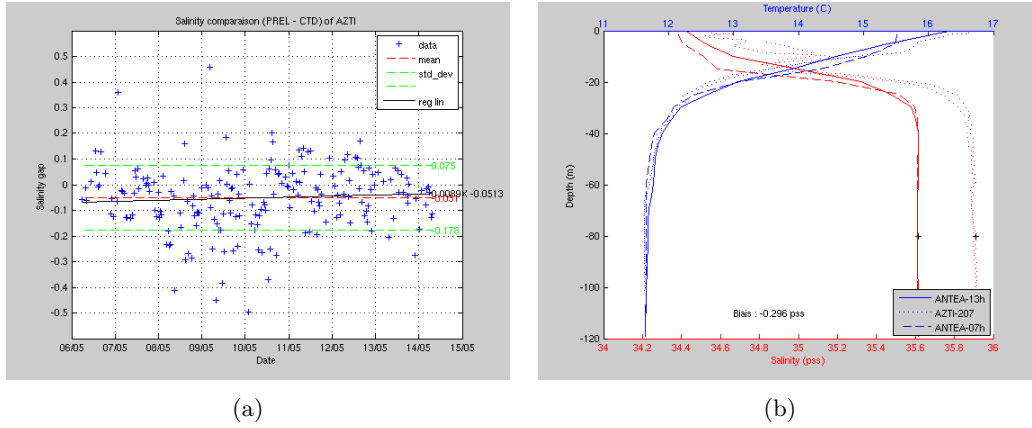 Salinity comparaison (PREL - CTD) of AZTI
Salinity gap
0.5
0.4
0.3
0.2
0.1
0
-0.1
-0.2
-0.3
-0.4
-0.5
06/05 07/05 08/05 09/05 10/05 11/05 12/05 13/05 14/05 15/05
Date
data
mean
std_dev
reg lin
0.075
0.0089X -0.0513
-0.051
-0.178
(a)
Temperature (C)
11 12 13 14 15 16 17
Depth (m)
0
-20
-40
-60
-80
-100
-120
34 34.2 34.4 34.6 34.8 35 35.2 35.4 35.6 35.8 36
Salinity (pss)
Biais : -0.296 pss
ANTEA-13h
AZTI-207
ANTEA-07h
(b)